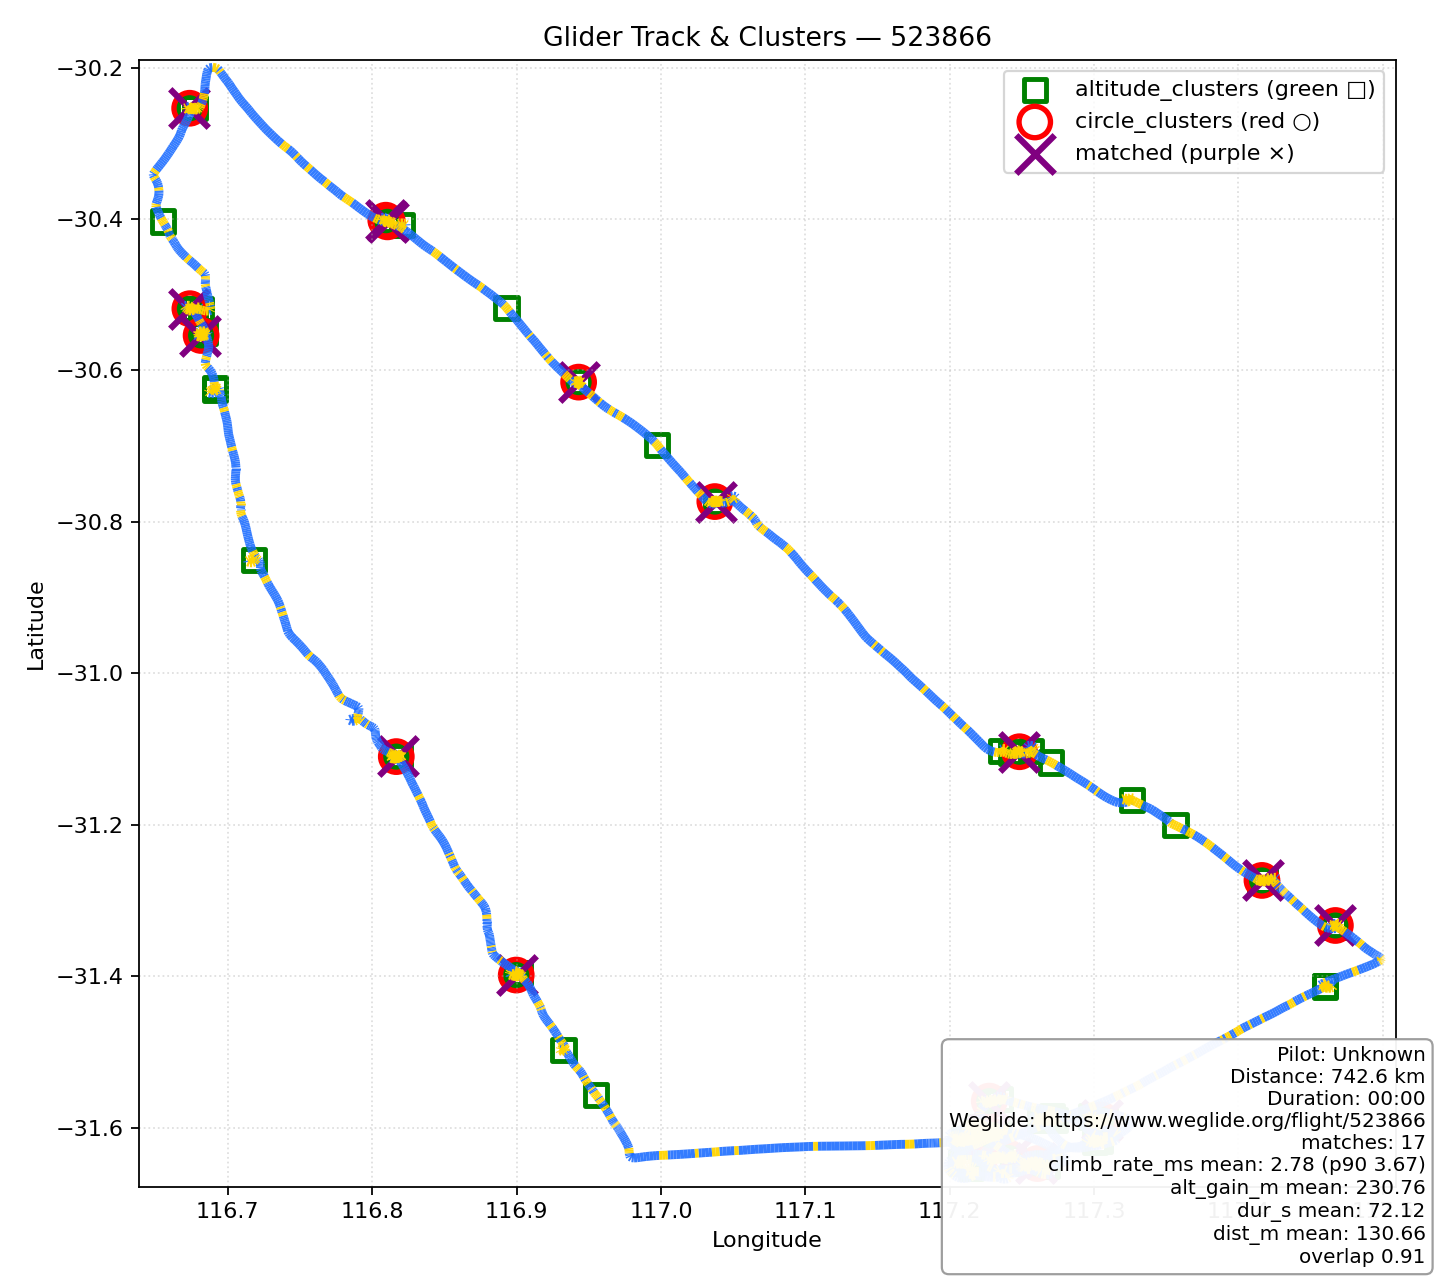 Glider Track & Clusters — 523866
altitude_clusters (green □)
circle_clusters (red ○)
matched (purple ×)
Latitude
−30.2
−30.4
−30.6
−30.8
−31.0
−31.2
−31.4
−31.6
116.7
116.8
116.9
117.0
117.1
117.2
117.3
Longitude
Pilot: Unknown
Distance: 742.6 km
Duration: 00:00
Weglide: https://www.weglide.org/flight/523866
matches: 17
climb_rate_ms mean: 2.78 (p90 3.67)
alt_gain_m mean: 230.76
dur_s mean: 72.12
dist_m mean: 130.66
overlap 0.91